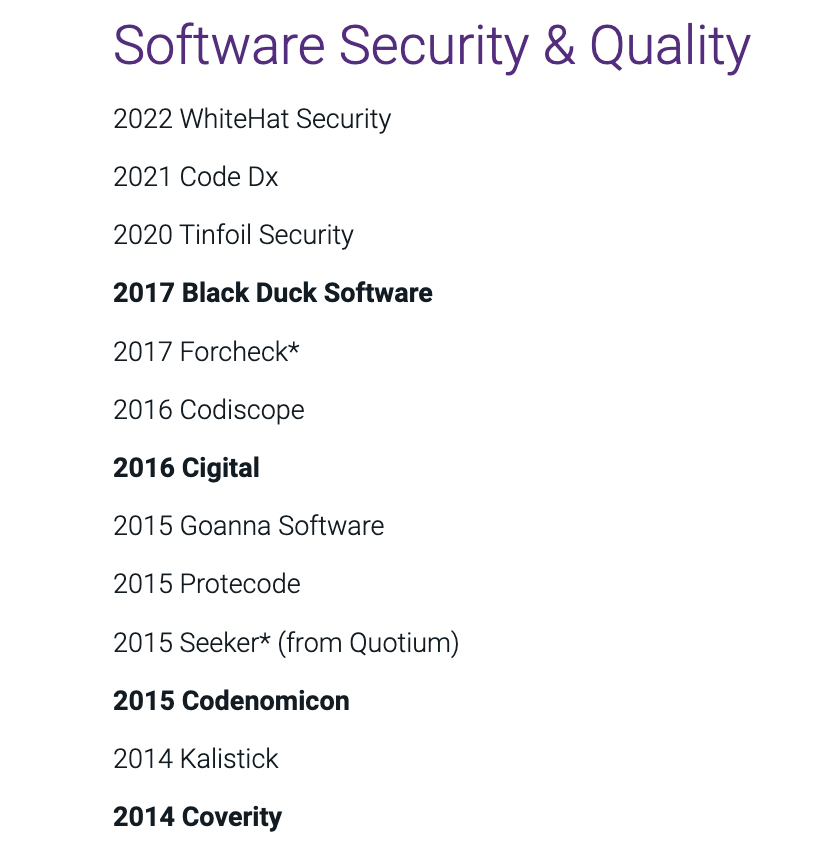 Software Security & Quality
2022 WhiteHat Security
2021 Code Dx
2020 Tinfoil Security
2017 Black Duck Software
2017 Forcheck*
2016 Codiscope
2016 Cigital
2015 Goanna Software
2015 Protecode
2015 Seeker* (from Quotium)
2015 Codenomicon
2014 Kalistick
2014 Coverity